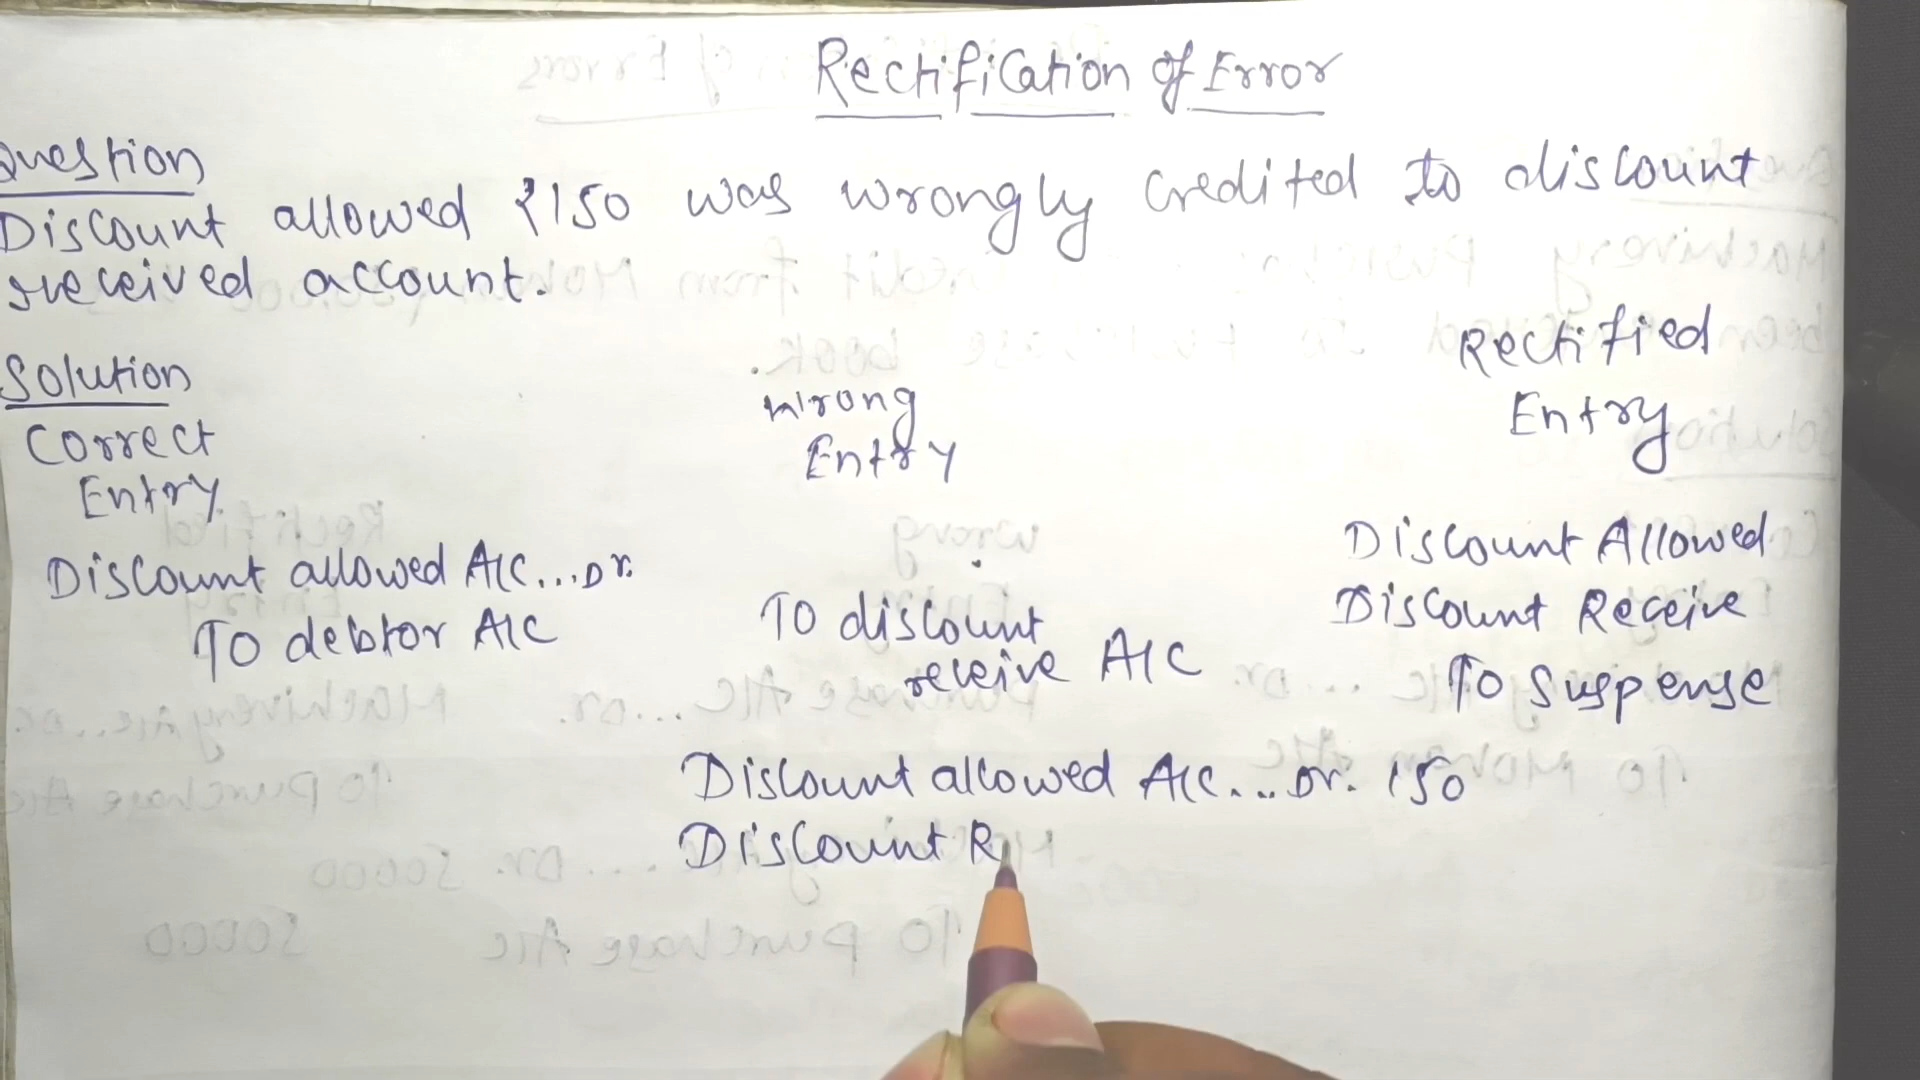 Rectification of Error
Question
Discount allowed ₹150 was wrongly credited to discount
received account.
Solution
Correct
Entry
Discount allowed A/C...Dr.
To debtor A/C
Wrong
Entry
To discount
receive A/C
Rectified
Entry
Discount Allowed
Discount Receive
To Suspense
Discount allowed A/C... Dr. 150
Discount R